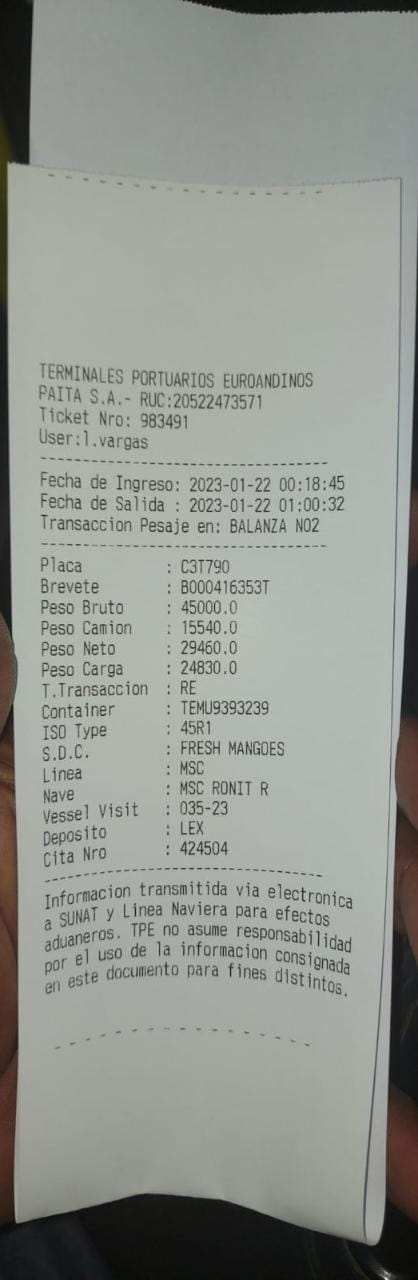 TERMINALES PORTUARIOS EUROANDINOS
PAITA S.A.- RUC:20522473571
Ticket Nro: 983491
User:l.vargas
Fecha de Ingreso: 2023-01-22 00:18:45
Fecha de Salida : 2023-01-22 01:00:32
Transaccion Pesaje en: BALANZA NO2
Placa : C3T790
Brevete : B000416353T
Peso Bruto : 45000.0
Peso Camion : 15540.0
Peso Neto : 29460.0
Peso Carga : 24830.0
T.Transaccion : RE
Container : TEMU9393239
ISO Type : 45R1
S.D.C. : FRESH MANGOES
Linea : MSC
Nave : MSC RONIT R
Vessel Visit : 035-23
Deposito : LEX
Cita Nro : 424504
Informacion transmitida via electronica
a SUNAT y Linea Naviera para efectos
aduaneros. TPE no asume responsabilidad
por el uso de la informacion consignada
en este documento para fines distintos.